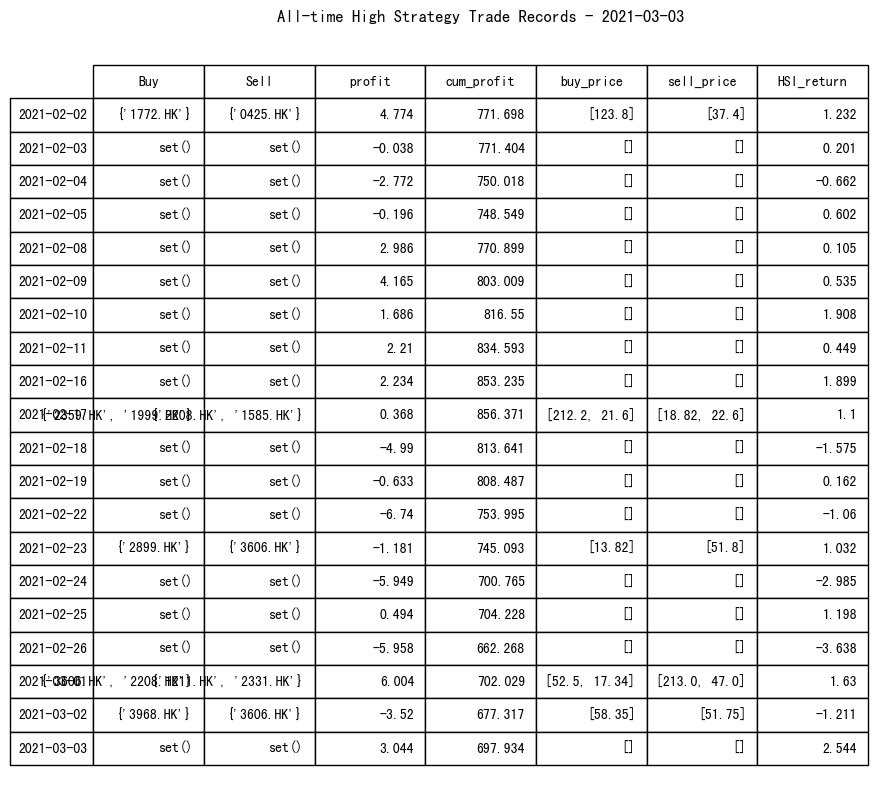 All-time High Strategy Trade Records - 2021-03-03
Buy Sell profit cum_profit buy_price sell_price HSI_return
2021-02-02 {'1772.HK'} {'0425.HK'} 4.774 771.698 [123.8] [37.4] 1.232
2021-02-03 set() set() -0.038 771.404 [] [] 0.201
2021-02-04 set() set() -2.772 750.018 [] [] -0.662
2021-02-05 set() set() -0.196 748.549 [] [] 0.602
2021-02-08 set() set() 2.986 770.899 [] [] 0.105
2021-02-09 set() set() 4.165 803.009 [] [] 0.535
2021-02-10 set() set() 1.686 816.55 [] [] 1.908
2021-02-11 set() set() 2.21 834.593 [] [] 0.449
2021-02-16 set() set() 2.234 853.235 [] [] 1.899
2021-02-17 {'2359.HK', '1999.HK'} {'2208.HK', '1585.HK'} 0.368 856.371 [212.2, 21.6] [18.82, 22.6] 1.1
2021-02-18 set() set() -4.99 813.641 [] [] -1.575
2021-02-19 set() set() -0.633 808.487 [] [] 0.162
2021-02-22 set() set() -6.74 753.995 [] [] -1.06
2021-02-23 {'2899.HK'} {'3606.HK'} -1.181 745.093 [13.82] [51.8] 1.032
2021-02-24 set() set() -5.949 700.765 [] [] -2.985
2021-02-25 set() set() 0.494 704.228 [] [] 1.198
2021-02-26 set() set() -5.958 662.268 [] [] -3.638
2021-03-01 {'3606.HK', '2208.HK'} {'1211.HK', '2331.HK'} 6.004 702.029 [52.5, 17.34] [213.0, 47.0] 1.63
2021-03-02 {'3968.HK'} {'3606.HK'} -3.52 677.317 [58.35] [51.75] -1.211
2021-03-03 set() set() 3.044 697.934 [] [] 2.544